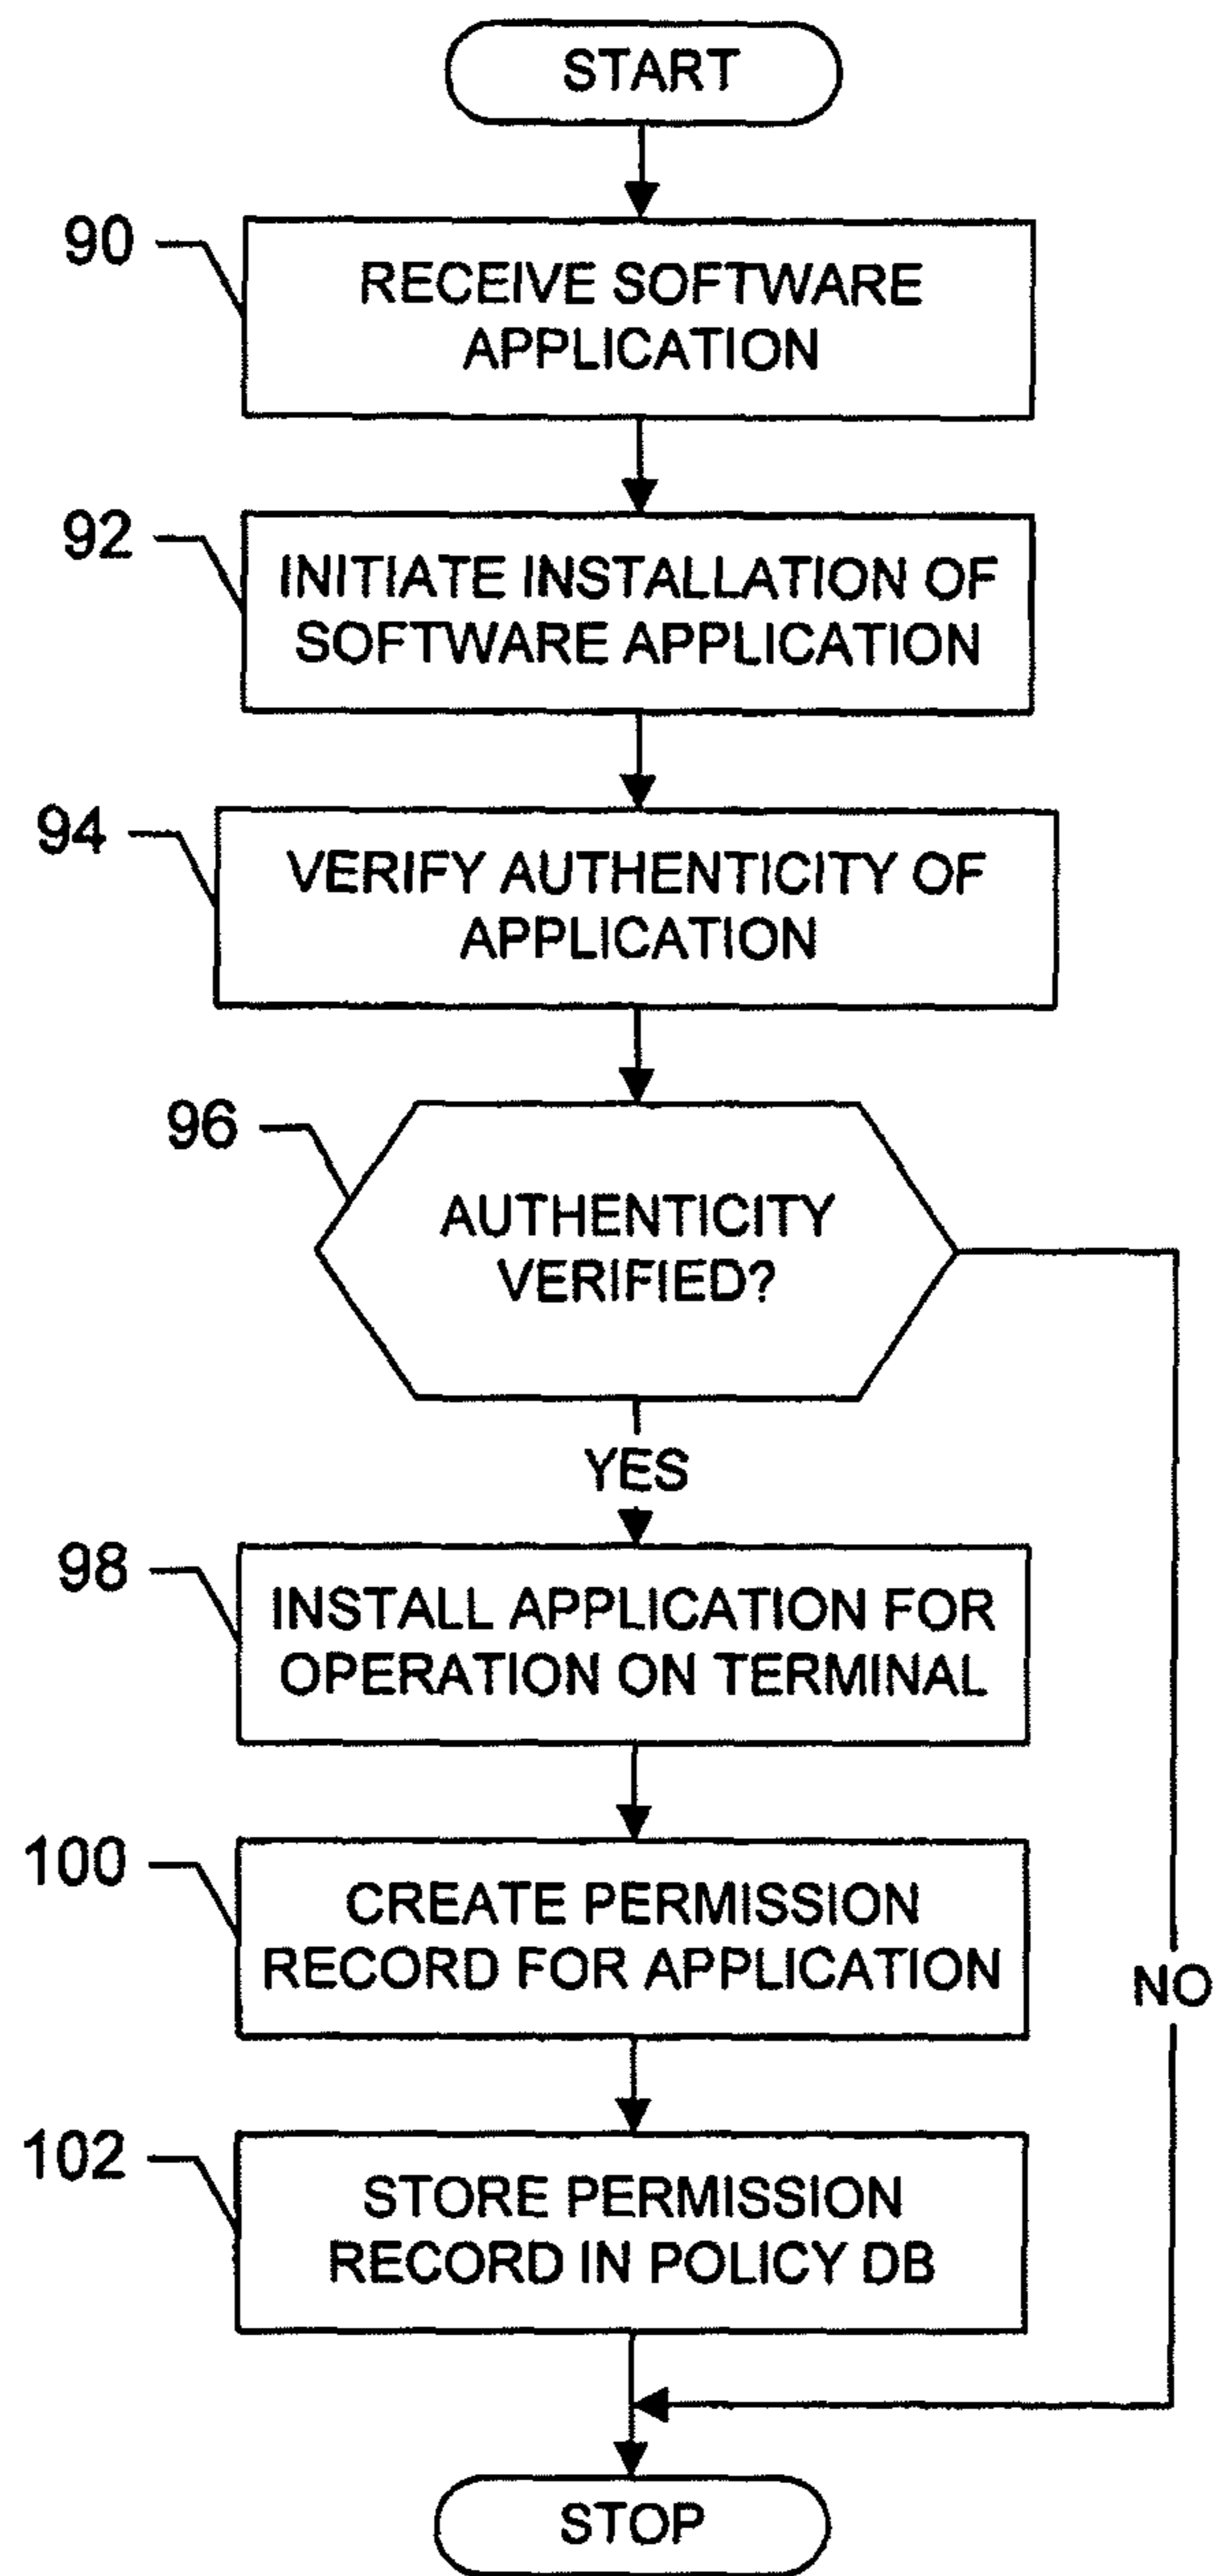 START
90
RECEIVE SOFTWARE
APPLICATION
92
INITIATE INSTALLATION OF
SOFTWARE APPLICATION
94
VERIFY AUTHENTICITY OF
APPLICATION
96
AUTHENTICITY
VERIFIED?
YES
98
INSTALL APPLICATION FOR
OPERATION ON TERMINAL
100
CREATE PERMISSION
RECORD FOR APPLICATION
NO
102
STORE PERMISSION
RECORD IN POLICY DB
STOP